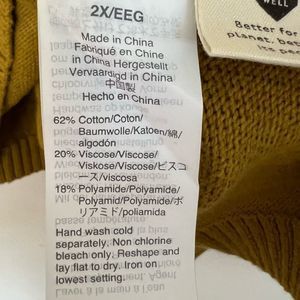 2X/EEG
Made in China
Fabriqué en Chine
In China Hergestellt
Vervaardigd in China
中国製
Hecho en China
62% Cotton/Coton/
Baumwolle/Katoen/綿/
algodón
20% Viscose/Viscose/
Viskose/Viscose/ビスコ
ース/viscosa
18% Polyamide/Polyamide/
Polyamid/Polyamide/ポ
リアミド/poliamida
Hand wash cold
separately. Non chlorine
bleach only. Reshape and
lay flat to dry. Iron on
lowest setting.
WELL
Better for
planet, be
its